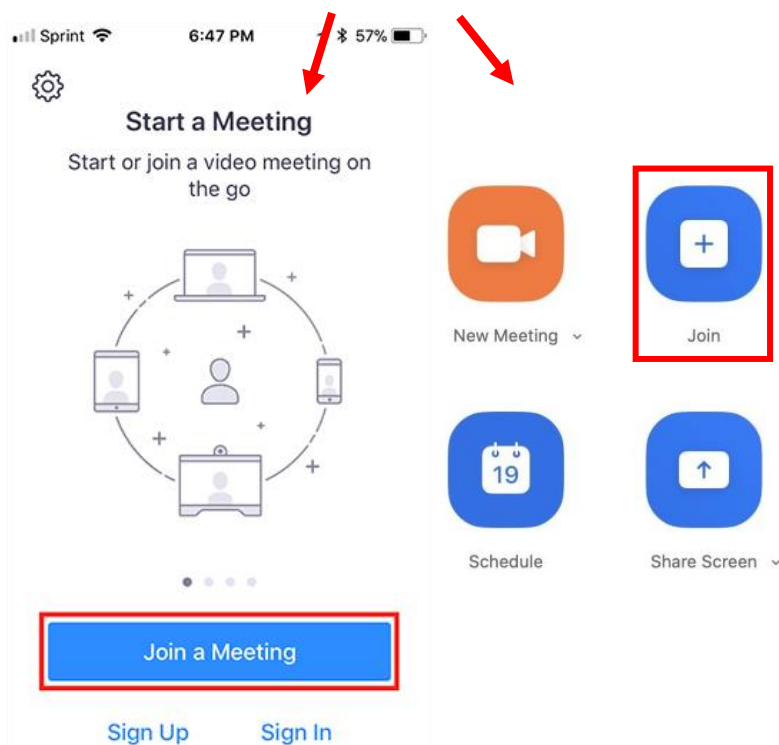 Sprint 6:47 PM 57%
Start a Meeting
Start or join a video meeting on
the go
Join a Meeting
Sign Up Sign In
New Meeting Join
19
Schedule Share Screen